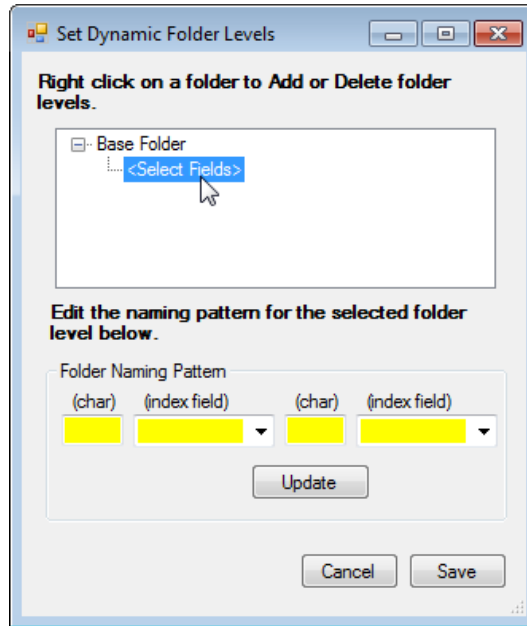 Set Dynamic Folder Levels
Right click on a folder to Add or Delete folder
levels.
Base Folder
<Select Fields>
Edit the naming pattern for the selected folder
level below.
Folder Naming Pattern
(char) (index field) (char) (index field)
Update
Cancel Save